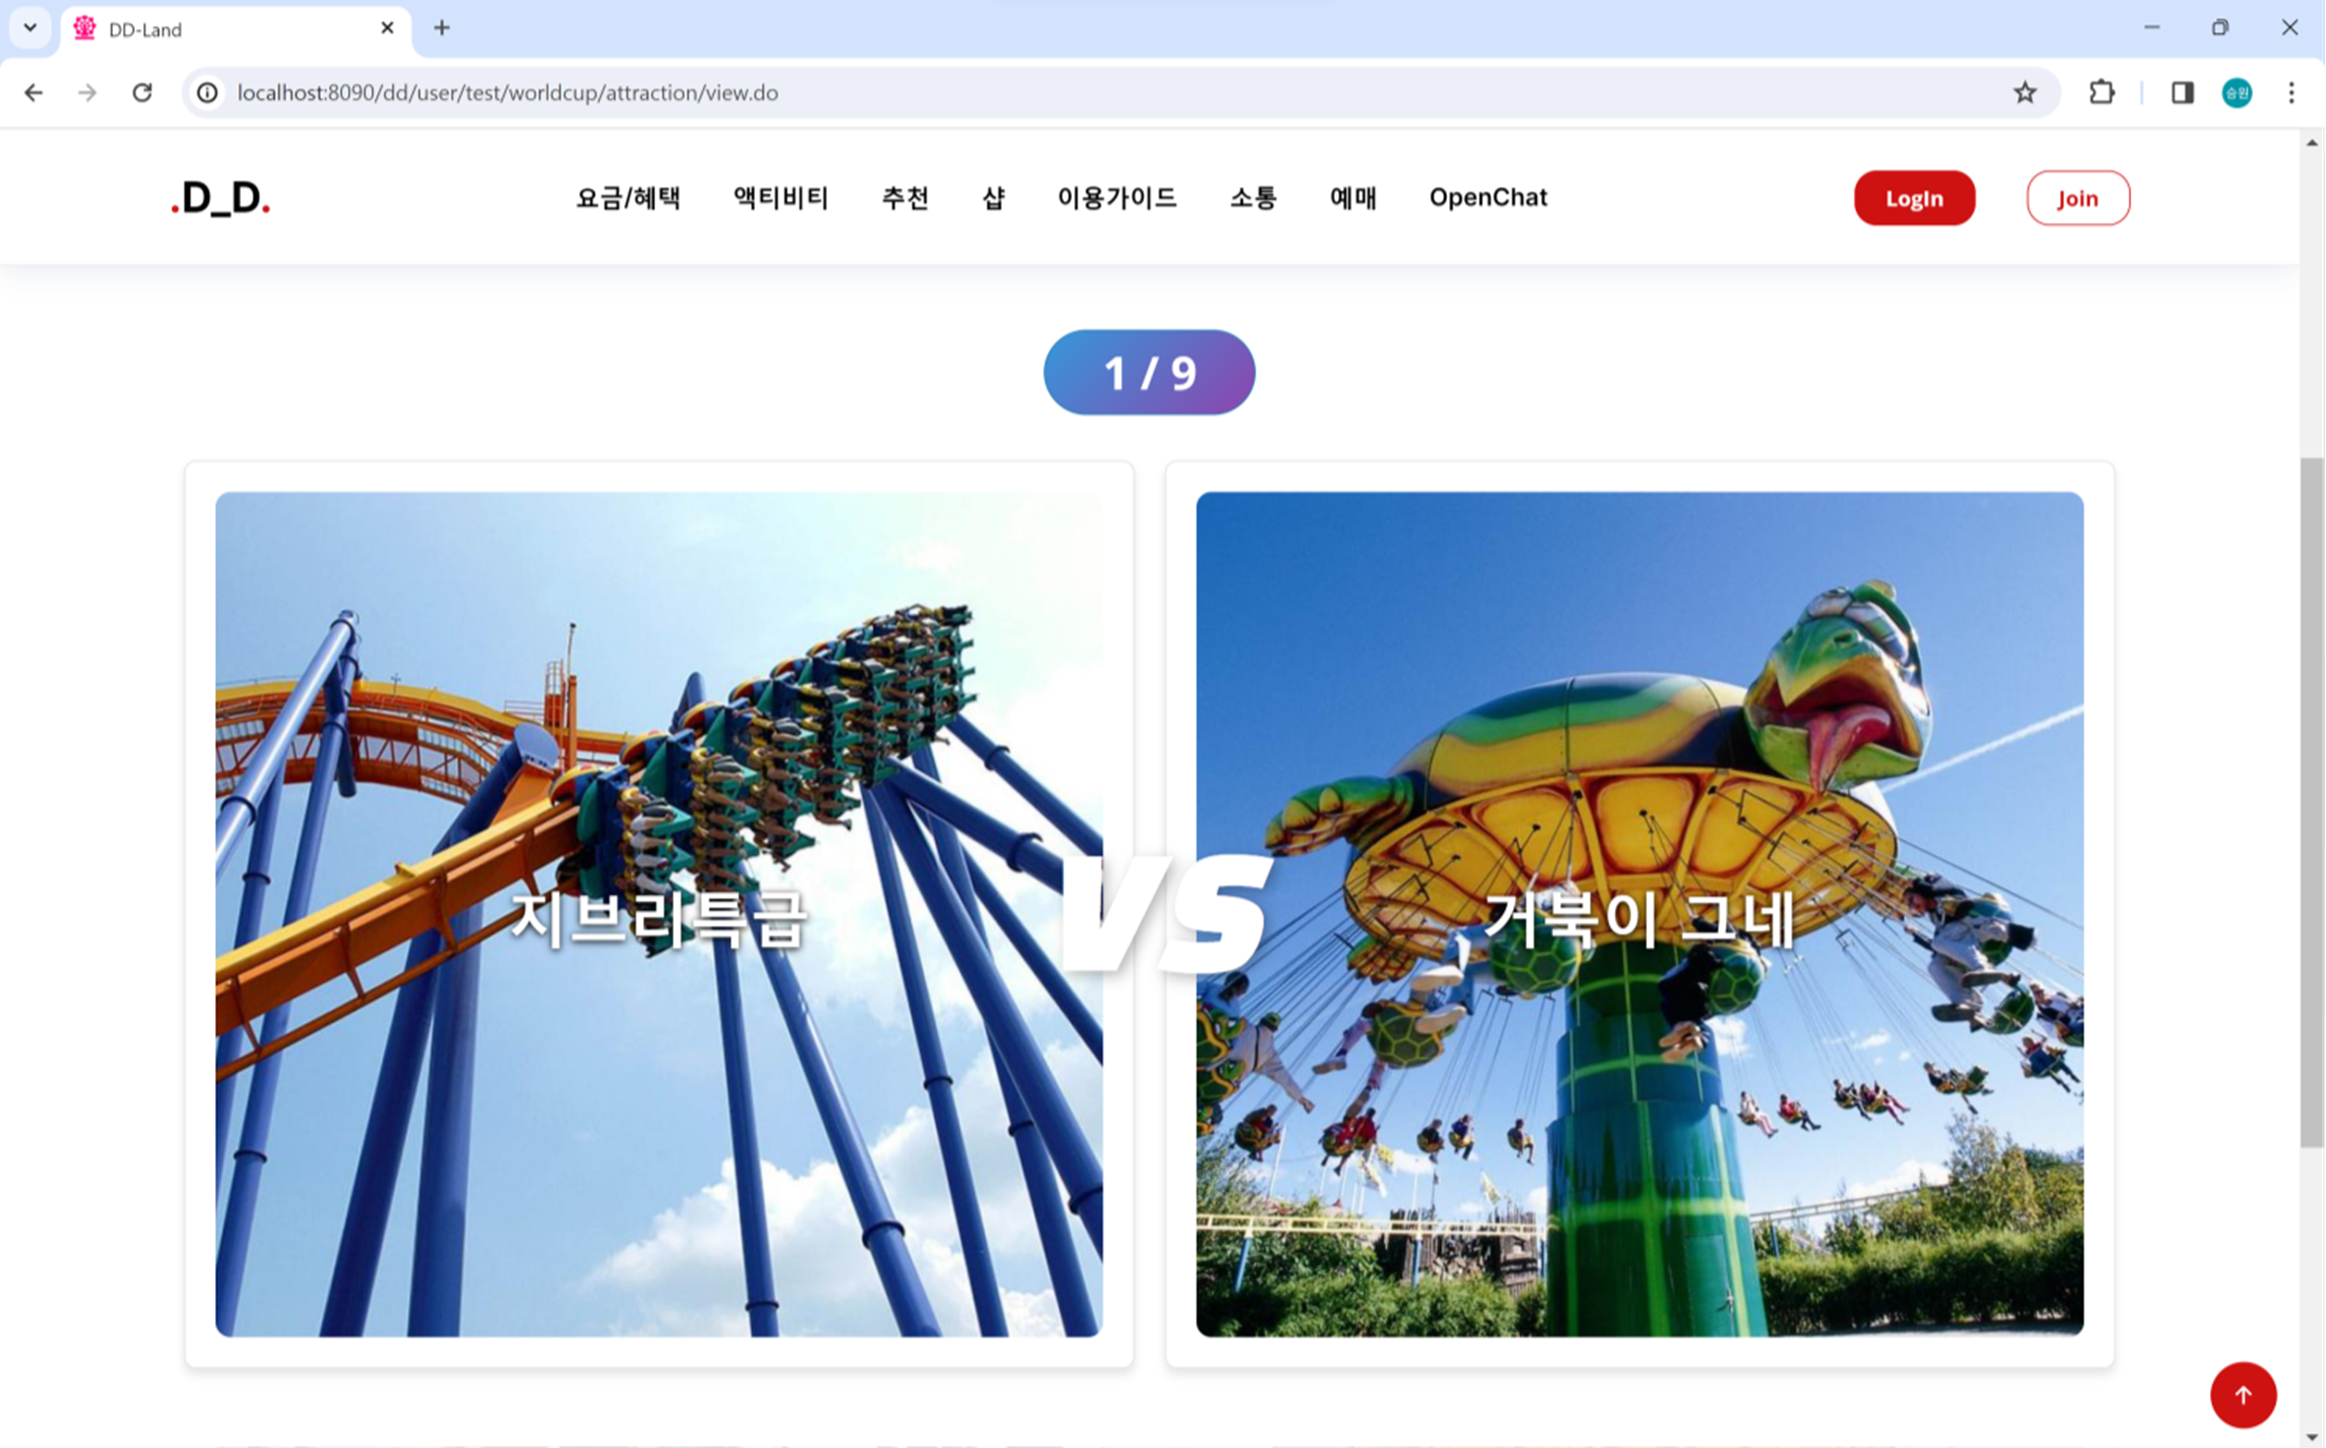 DD-Land
localhost:8090/dd/user/test/worldcup/attraction/view.do
승원
.D_D.
요금/혜택 액티비티 추천 샵 이용가이드 소통 예매 OpenChat
LogIn
Join
1 / 9
지브리특급
VS
거북이 그네